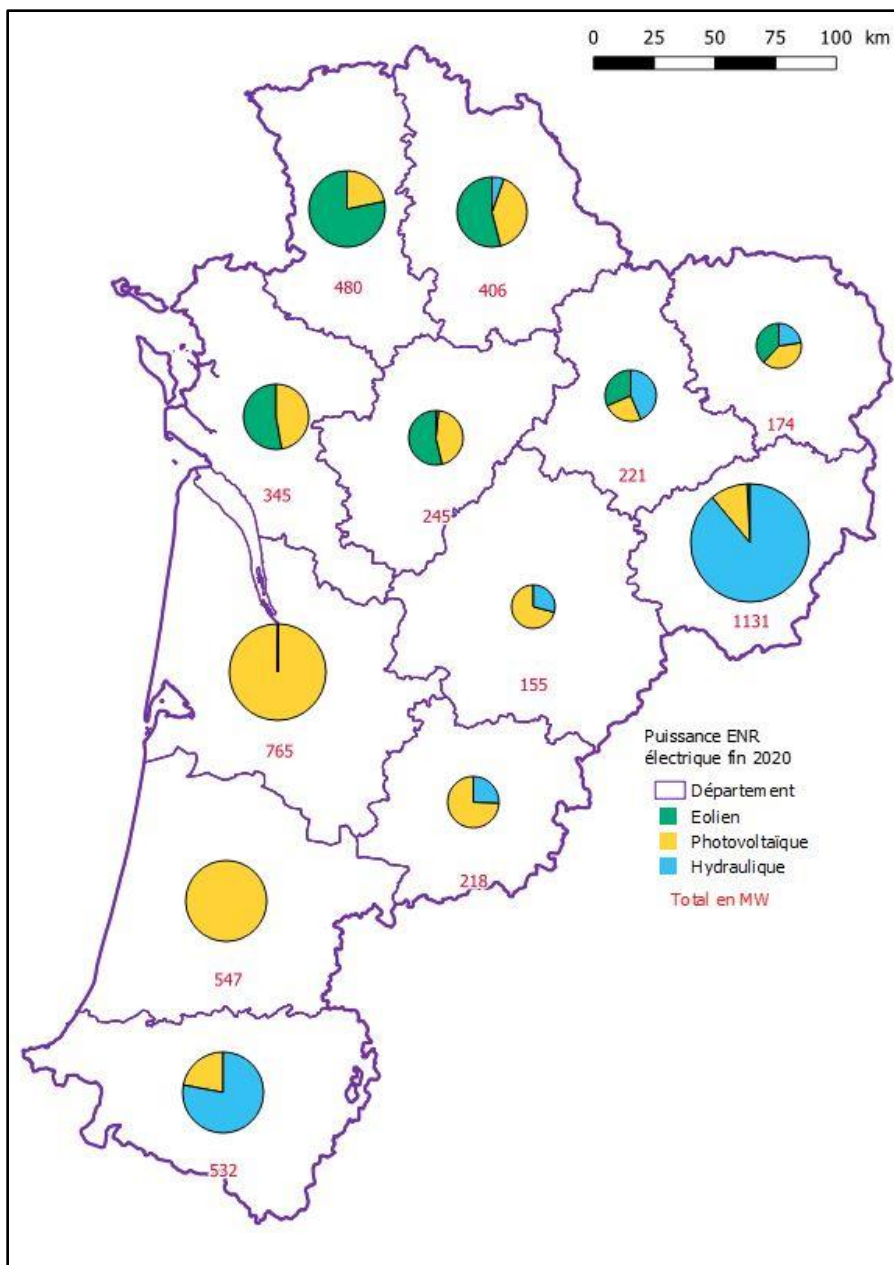 0 25 50 75 100 km
480
406
174
221
345
245
1131
155
765
218
547
532
Puissance ENR
électrique fin 2020
Département
Eolien
Photovoltaïque
Hydraulique
Total en MW